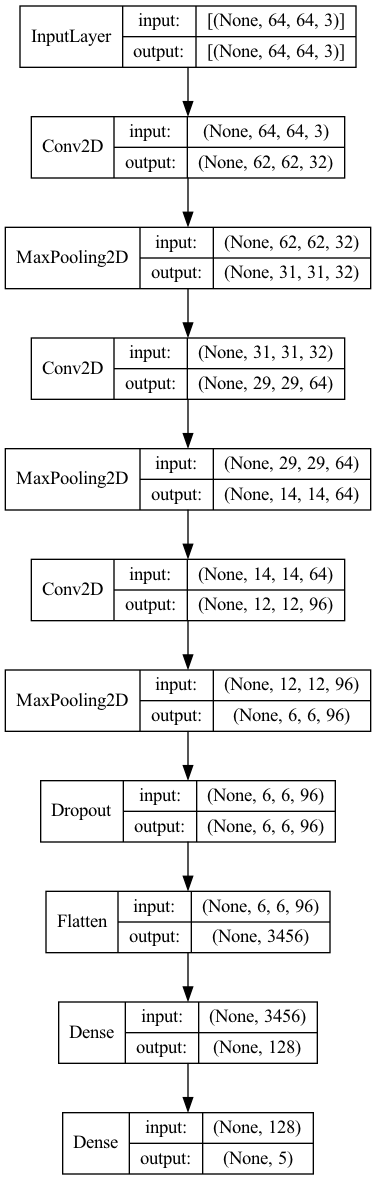 InputLayer
input: [(None, 64, 64, 3)]
output: [(None, 64, 64, 3)]
Conv2D
input: (None, 64, 64, 3)
output: (None, 62, 62, 32)
MaxPooling2D
input: (None, 62, 62, 32)
output: (None, 31, 31, 32)
Conv2D
input: (None, 31, 31, 32)
output: (None, 29, 29, 64)
MaxPooling2D
input: (None, 29, 29, 64)
output: (None, 14, 14, 64)
Conv2D
input: (None, 14, 14, 64)
output: (None, 12, 12, 96)
MaxPooling2D
input: (None, 12, 12, 96)
output: (None, 6, 6, 96)
Dropout
input: (None, 6, 6, 96)
output: (None, 6, 6, 96)
Flatten
input: (None, 6, 6, 96)
output: (None, 3456)
Dense
input: (None, 3456)
output: (None, 128)
Dense
input: (None, 128)
output: (None, 5)